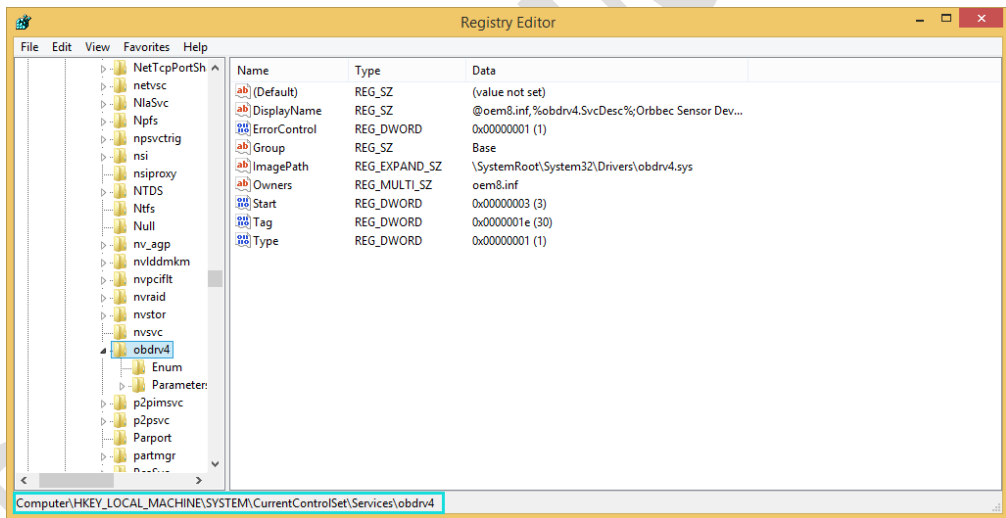 Registry Editor
File Edit View Favorites Help
NetTcpPortSh
netvsc
NlaSvc
Npfs
npsvctrig
nsi
nsiproxy
NTDS
Ntfs
Null
nv_agp
nvlddmkm
nvpciflt
nvraid
nvstor
nvsvc
obdrv4
Enum
Parameter
p2pimsvc
p2psvc
Parport
partmgr
Name Type Data
(Default) REG_SZ (value not set)
DisplayName REG_SZ @oem8.inf,%obdrv4.SvcDesc%;Orbbec Sensor Dev...
ErrorControl REG_DWORD 0x00000001 (1)
Group REG_SZ Base
ImagePath REG_EXPAND_SZ \SystemRoot\System32\Drivers\obdrv4.sys
Owners REG_MULTI_SZ oem8.inf
Start REG_DWORD 0x00000003 (3)
Tag REG_DWORD 0x0000001e (30)
Type REG_DWORD 0x00000001 (1)
Computer\HKEY_LOCAL_MACHINE\SYSTEM\CurrentControlSet\Services\obdrv4